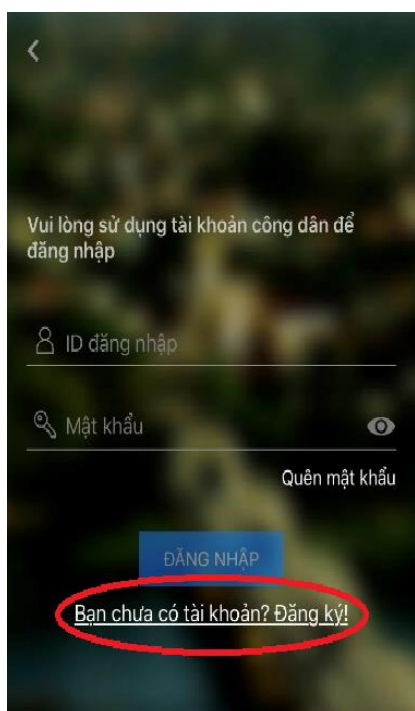 Vui lòng sử dụng tài khoản công dân để
đăng nhập
ID đăng nhập
Mật khẩu
Quên mật khẩu
ĐĂNG NHẬP
Bạn chưa có tài khoản? Đăng ký!